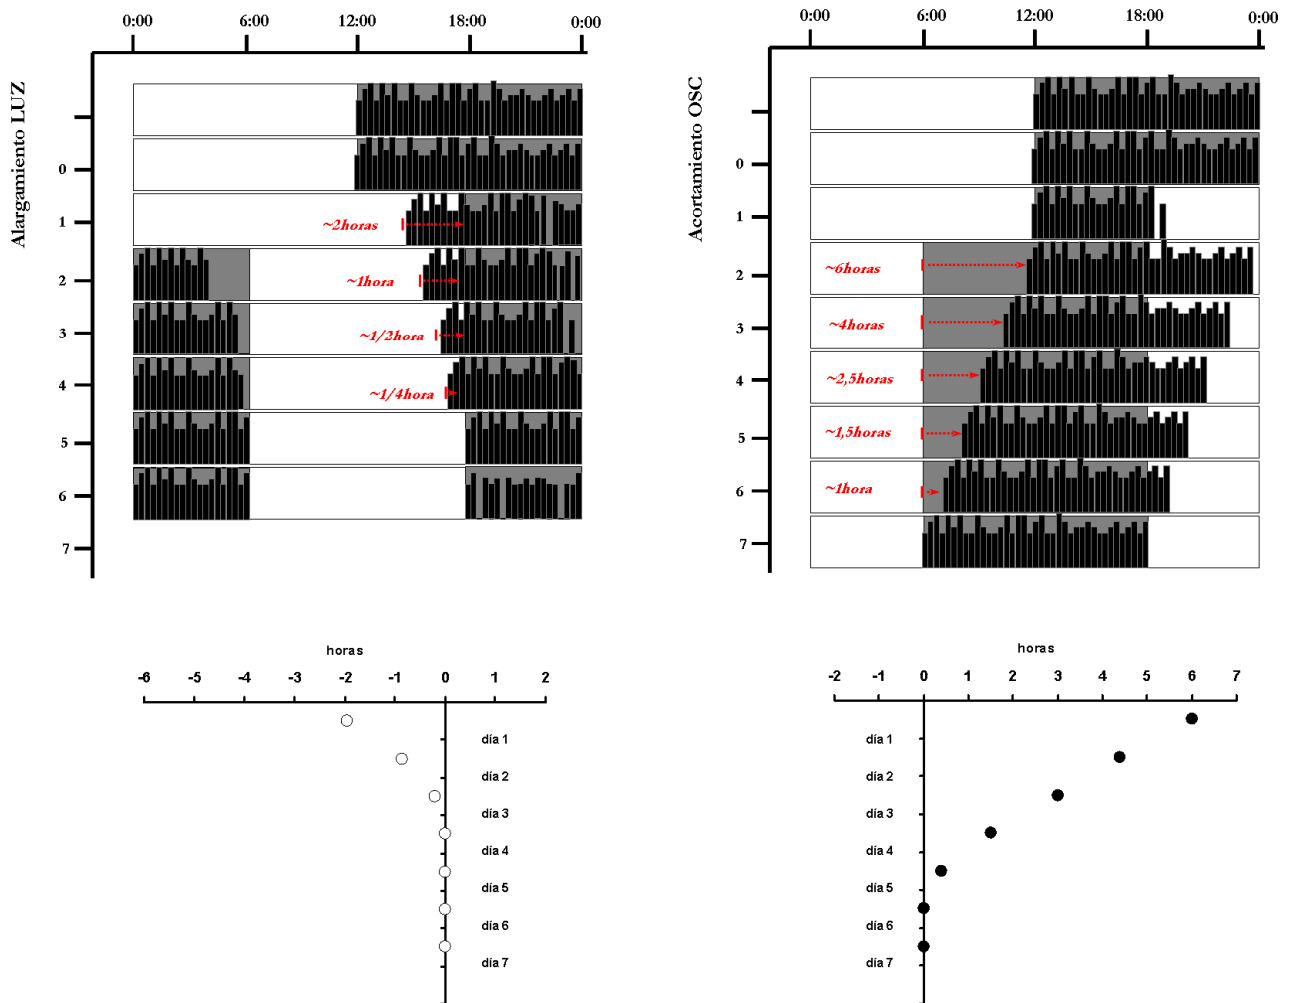 0:00 6:00 12:00 18:00 0:00
Alargamiento LUZ
0
1
2
3
4
5
6
7
~2horas
~1hora
~1/2hora
~1/4hora
0:00 6:00 12:00 18:00 0:00
Acortamiento OSC
0
1
2
3
4
5
6
7
~6horas
~4horas
~2,5horas
~1,5horas
~1hora
horas
-6 -5 -4 -3 -2 -1 0 1 2
día 1
día 2
día 3
día 4
día 5
día 6
día 7
horas
-2 -1 0 1 2 3 4 5 6 7
día 1
día 2
día 3
día 4
día 5
día 6
día 7